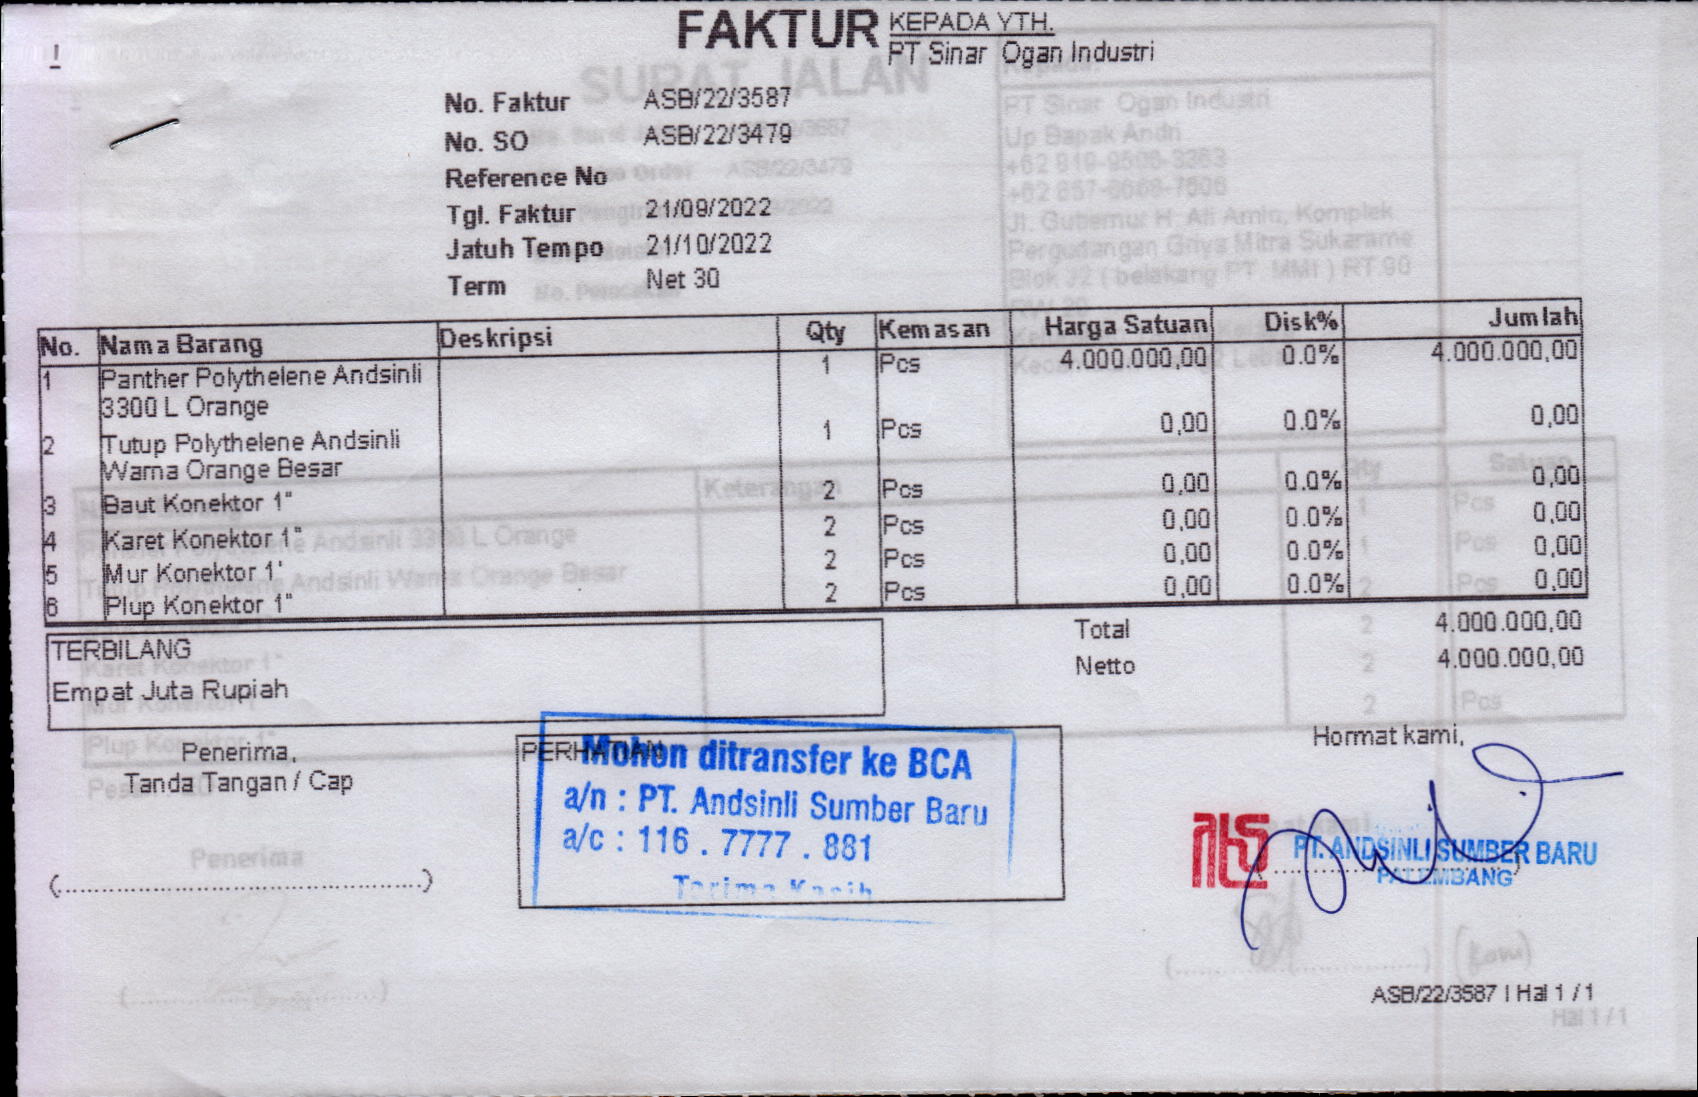 FAKTUR
KEPADA YTH.
PT Sinar Ogan Industri
No. Faktur ASB/22/3587
No. SO ASB/22/3479
Reference No
Tgl. Faktur 21/09/2022
Jatuh Tempo 21/10/2022
Term Net 30
No. Nama Barang Deskripsi Qty Kemasan Harga Satuan Disk% Jumlah
1 Panther Polythelene Andsinli 1 Pcs 4.000.000,00 0.0% 4.000.000,00
3300 L Orange
2 Tutup Polythelene Andsinli 1 Pcs 0,00 0.0% 0,00
Warna Orange Besar
3 Baut Konektor 1" 2 Pcs 0,00 0.0% 0,00
4 Karet Konektor 1" 2 Pcs 0,00 0.0% 0,00
5 Mur Konektor 1' 2 Pcs 0,00 0.0% 0,00
6 Plup Konektor 1" 2 Pcs 0,00 0.0% 0,00
Total 4.000.000,00
Netto 4.000.000,00
TERBILANG
Empat Juta Rupiah
Penerima,
Tanda Tangan / Cap
(............................................)
PERHATIAN
Mohon ditransfer ke BCA
a/n : PT. Andsinli Sumber Baru
a/c : 116 . 7777 . 881
Terima Kasih
Hormat kami,
PT. ANDSINLI SUMBER BARU
PALEMBANG
ASB/22/3587 | Hal 1 / 1